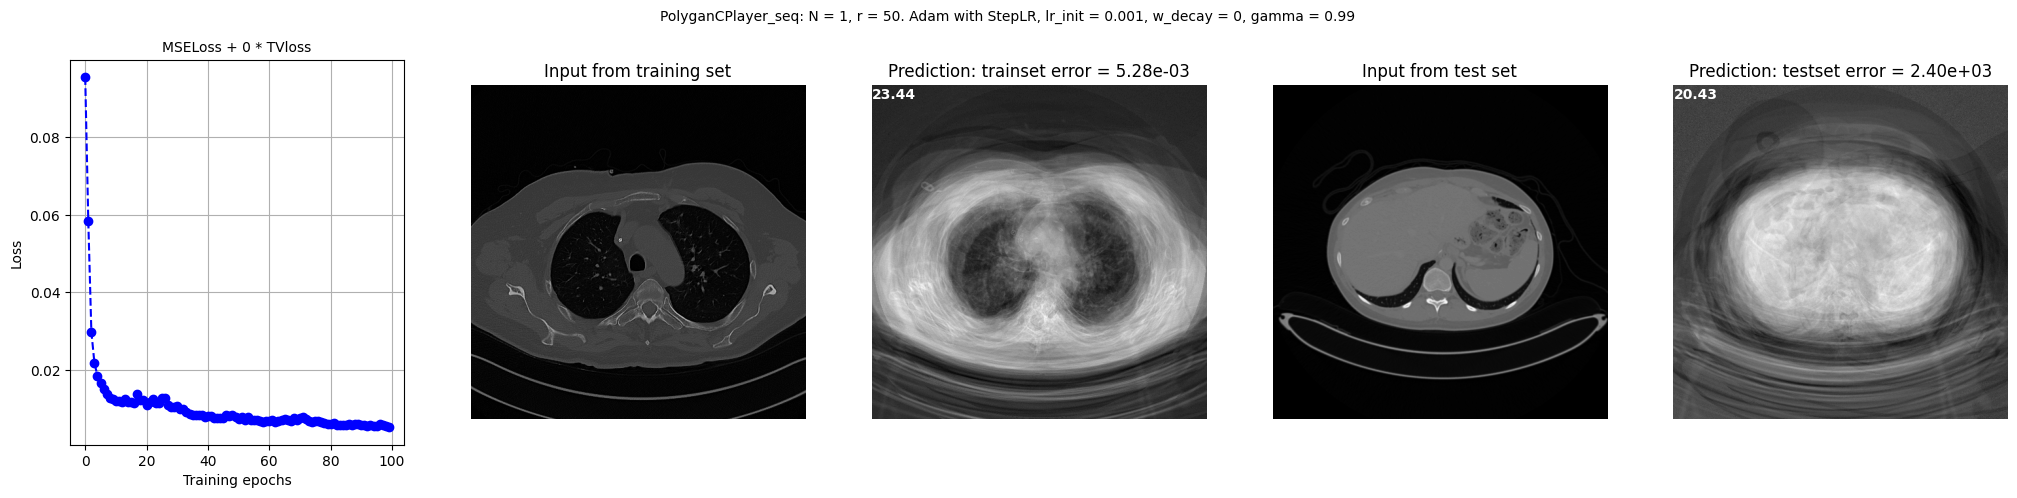 PolyganCPlayer_seq: N = 1, r = 50. Adam with StepLR, lr_init = 0.001, w_decay = 0, gamma = 0.99
MSELoss + 0 * TVloss
Loss
0.08
0.06
0.04
0.02
0
20
40
60
80
100
Training epochs
Input from training set
Prediction: trainset error = 5.28e-03
23.44
Input from test set
Prediction: testset error = 2.40e+03
20.43